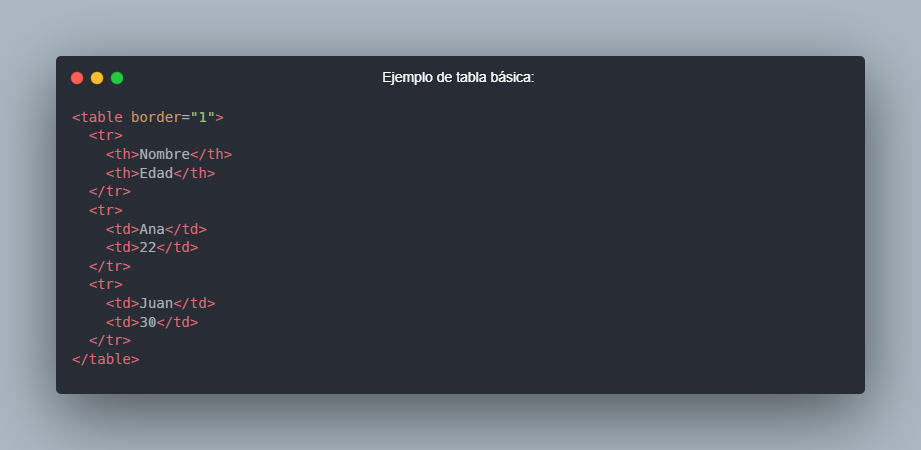 Ejemplo de tabla básica:
<table border="1">
  <tr>
    <th>Nombre</th>
    <th>Edad</th>
  </tr>
  <tr>
    <td>Ana</td>
    <td>22</td>
  </tr>
  <tr>
    <td>Juan</td>
    <td>30</td>
  </tr>
</table>